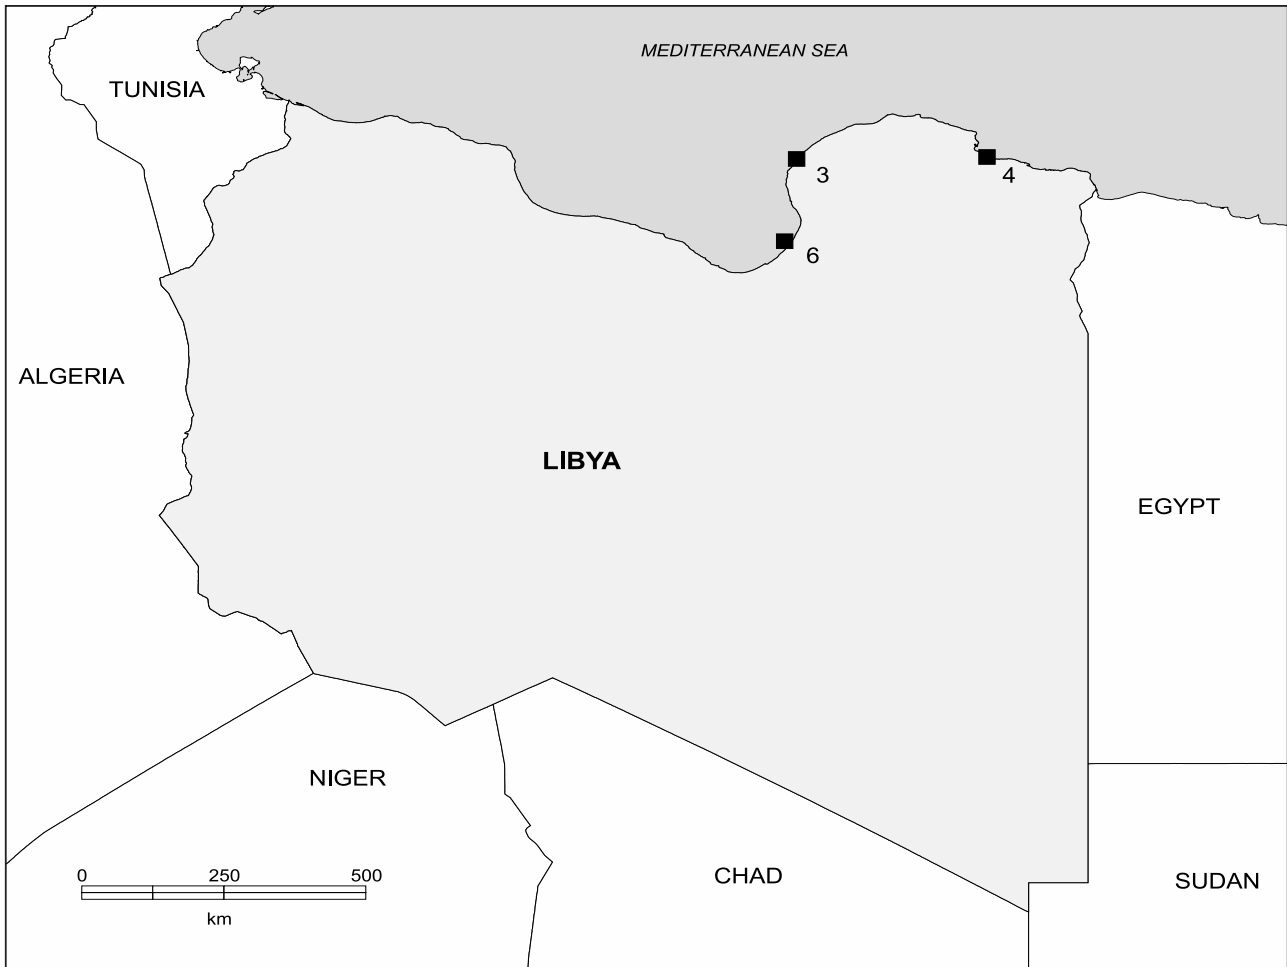 MEDITERRANEAN SEA
TUNISIA
3
4
6
ALGERIA
LIBYA
EGYPT
NIGER
CHAD
SUDAN
0 250 500
km